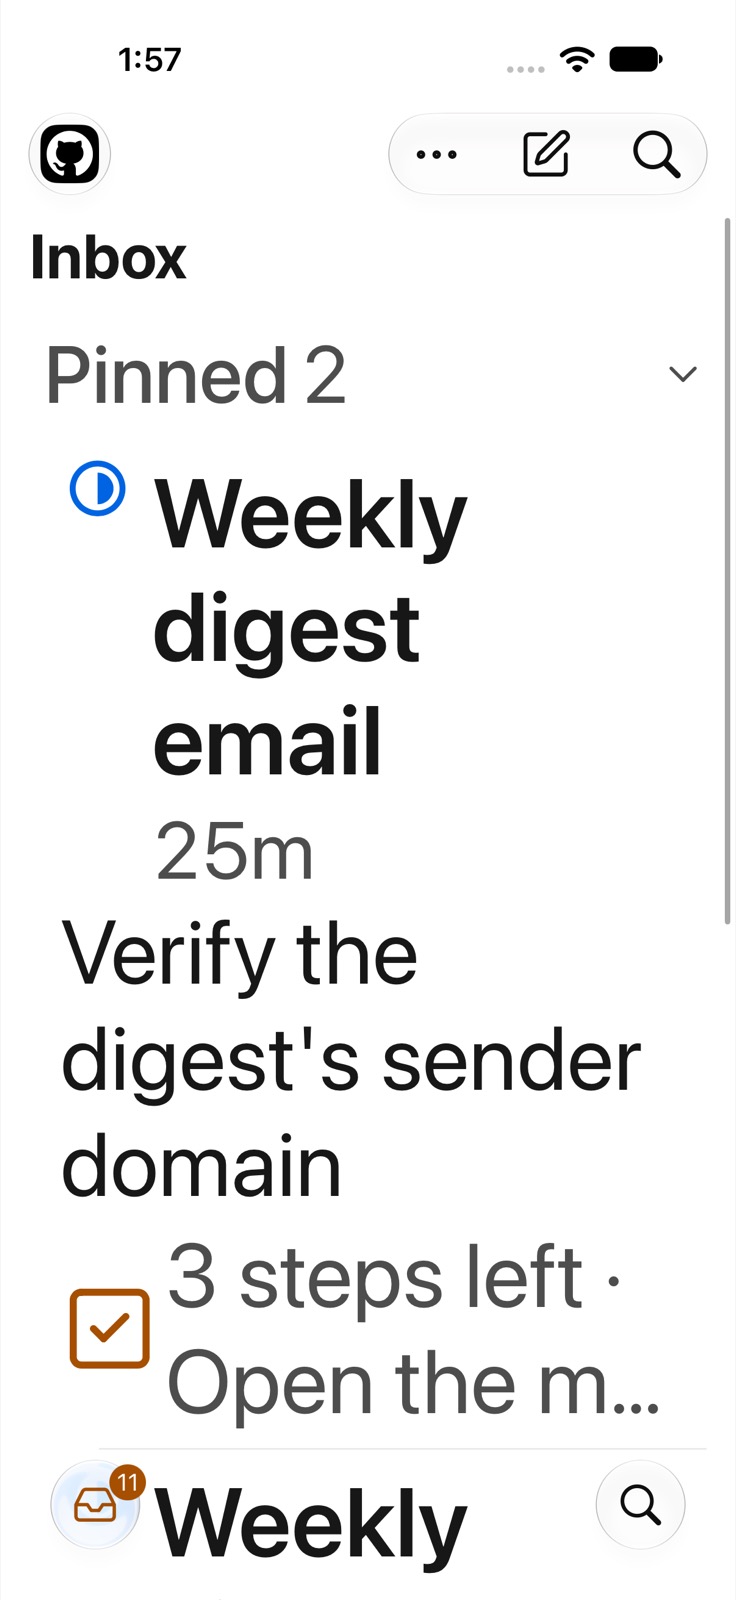 1:57
Inbox
Pinned 2
Weekly
digest
email
25m
Verify the
digest's sender
domain
3 steps left ·
Open the m...
11
Weekly